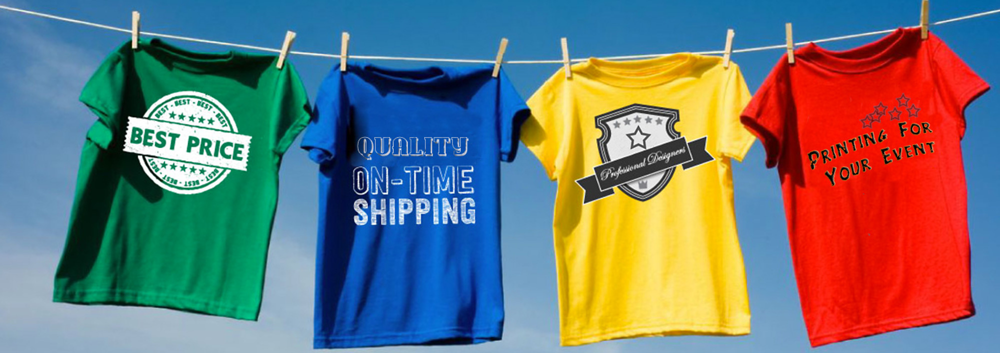 BEST - BEST - BEST - BEST
BEST PRICE
BEST - BEST - BEST - BEST
QUALITY
ON-TIME
SHIPPING
Professional Designers
PRINTING FOR
YOUR EVENT